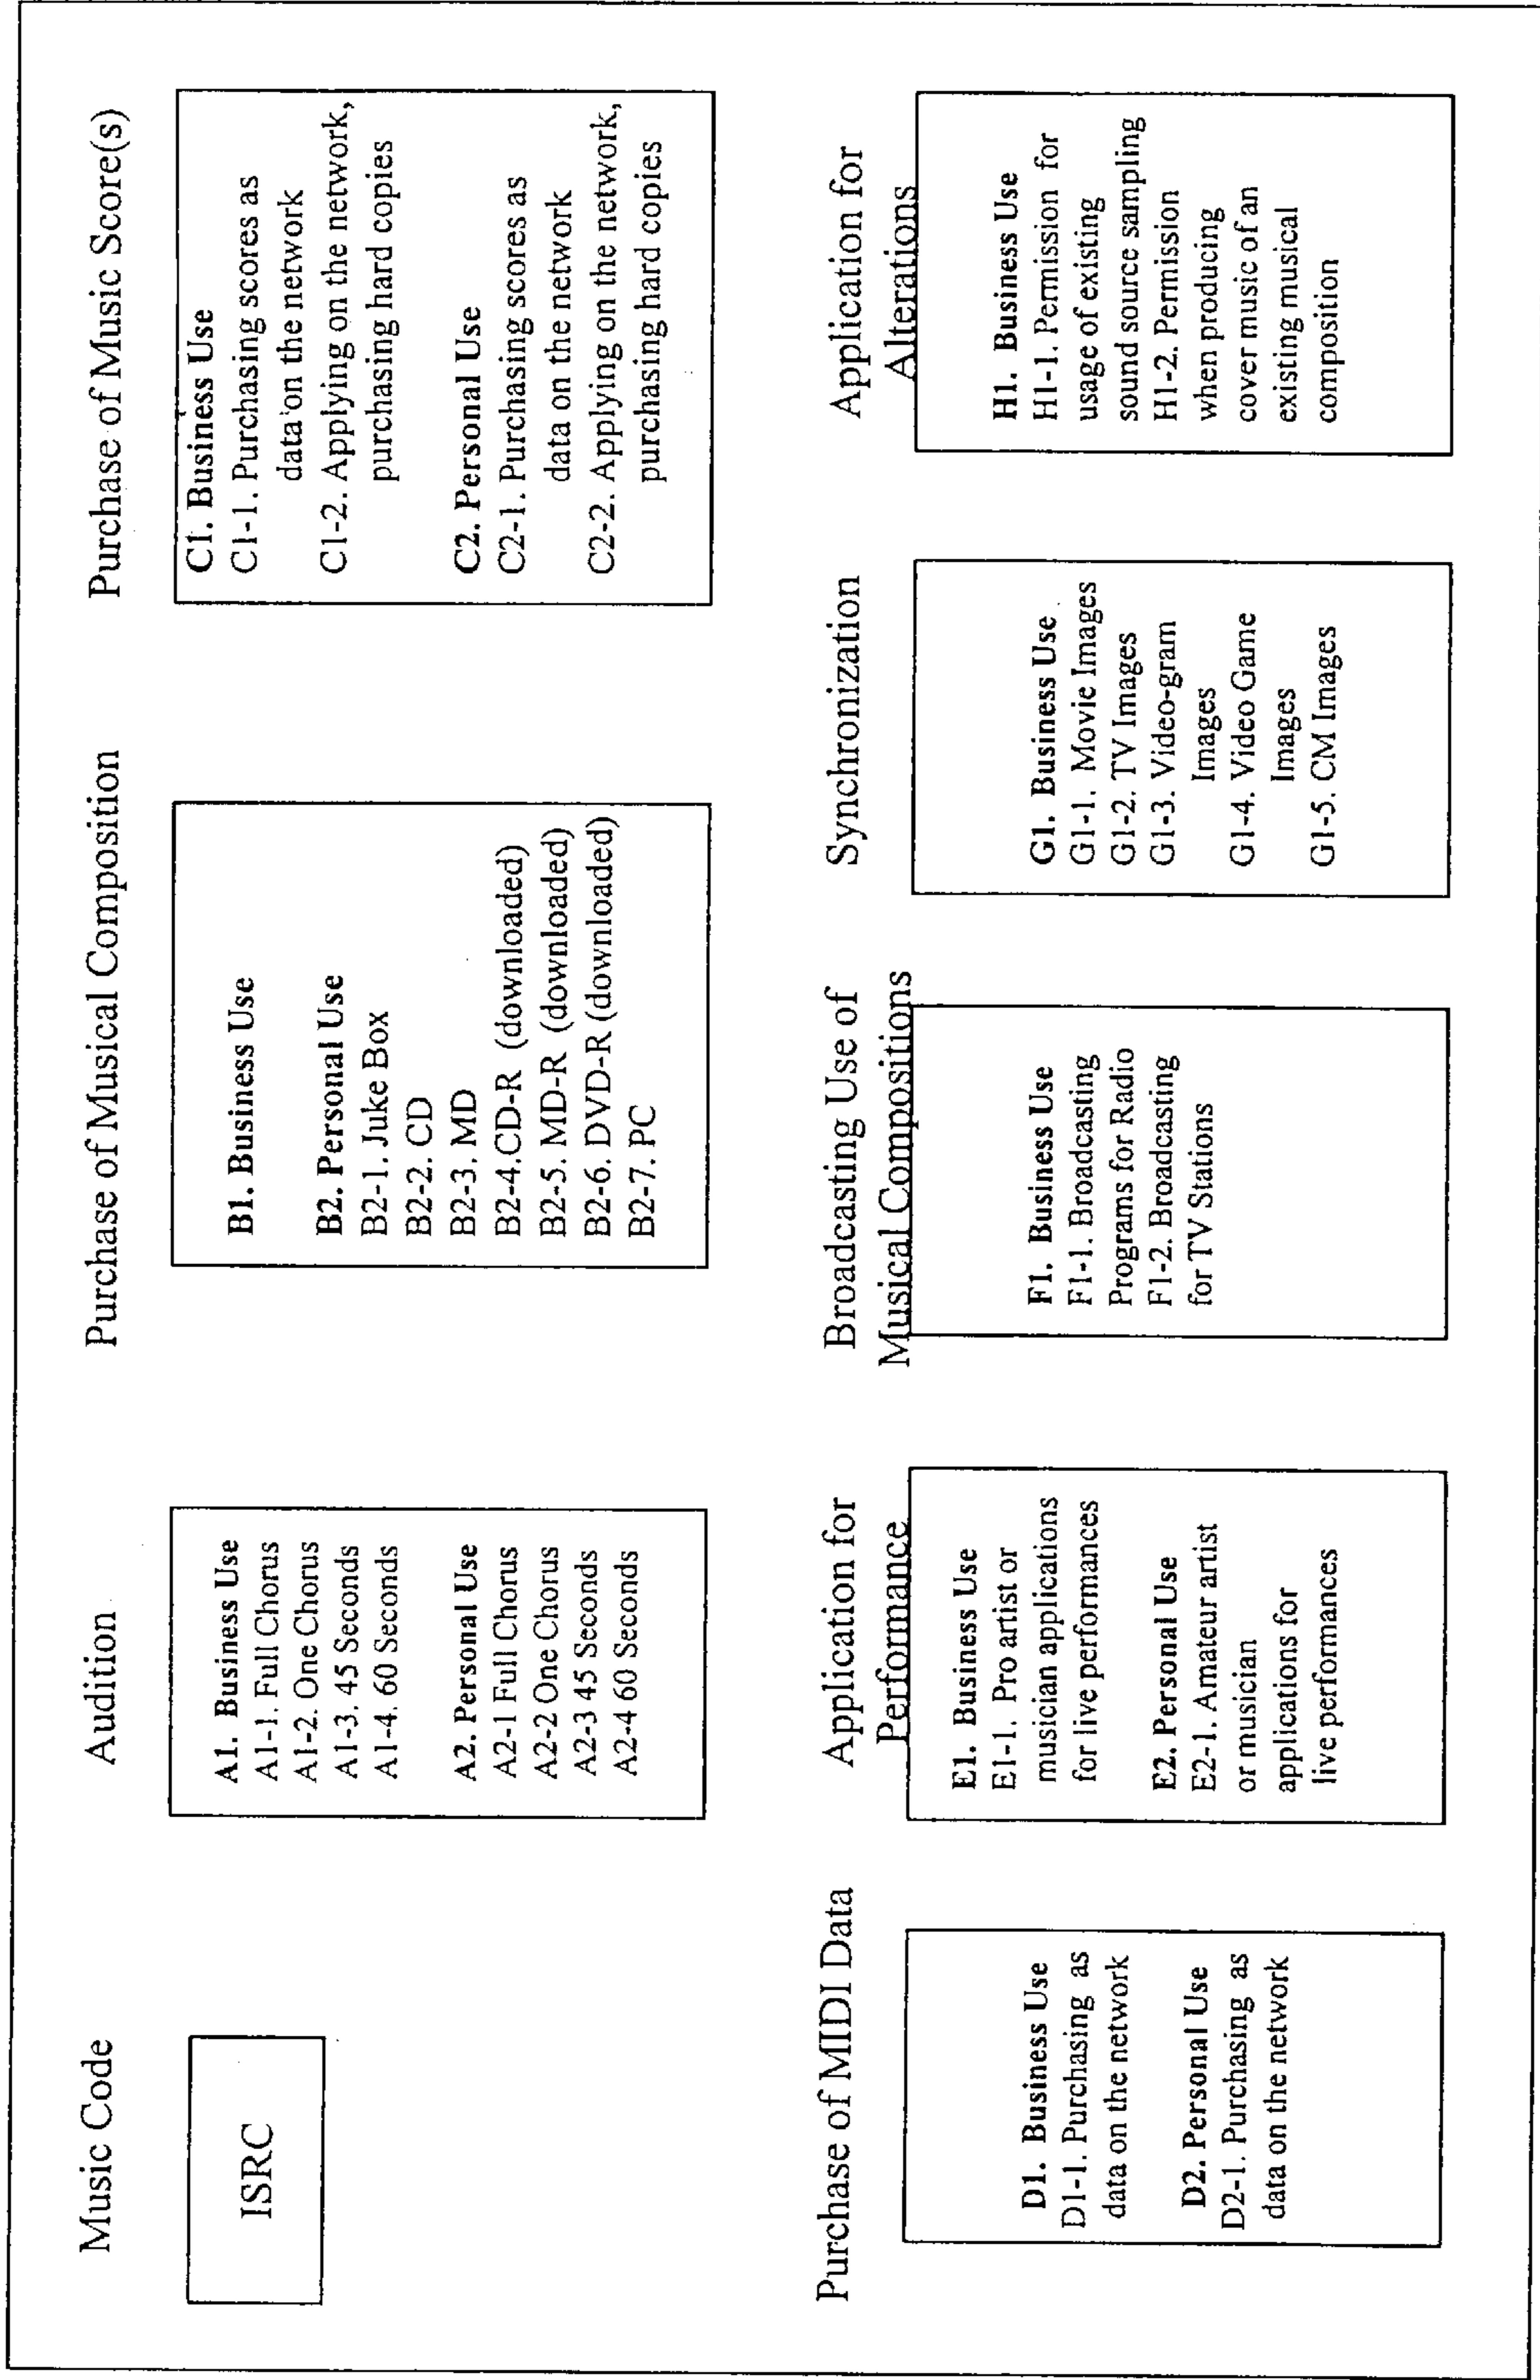 Music Code
ISRC
Audition
A1. Business Use
A1-1. Full Chorus
A1-2. One Chorus
A1-3. 45 Seconds
A1-4. 60 Seconds
A2. Personal Use
A2-1 Full Chorus
A2-2 One Chorus
A2-3 45 Seconds
A2-4 60 Seconds
Purchase of Musical Composition
B1. Business Use
B2. Personal Use
B2-1. Juke Box
B2-2. CD
B2-3. MD
B2-4.CD-R (downloaded)
B2-5. MD-R (downloaded)
B2-6. DVD-R (downloaded)
B2-7. PC
Purchase of Music Score(s)
C1. Business Use
C1-1. Purchasing scores as
data on the network
C1-2. Applying on the network,
purchasing hard copies
C2. Personal Use
C2-1. Purchasing scores as
data on the network
C2-2. Applying on the network,
purchasing hard copies
Purchase of MIDI Data
D1. Business Use
D1-1. Purchasing as
data on the network
D2. Personal Use
D2-1. Purchasing as
data on the network
Application for
Performance
E1. Business Use
E1-1. Pro artist or
musician applications
for live performances
E2. Personal Use
E2-1. Amateur artist
or musician
applications for
live performances
Broadcasting Use of
Musical Compositions
F1. Business Use
F1-1. Broadcasting
Programs for Radio
F1-2. Broadcasting
for TV Stations
Synchronization
G1. Business Use
G1-1. Movie Images
G1-2. TV Images
G1-3. Video-gram
Images
G1-4. Video Game
Images
G1-5. CM Images
Application for
Alterations
H1. Business Use
H1-1. Permission for
usage of existing
sound source sampling
H1-2. Permission
when producing
cover music of an
existing musical
composition